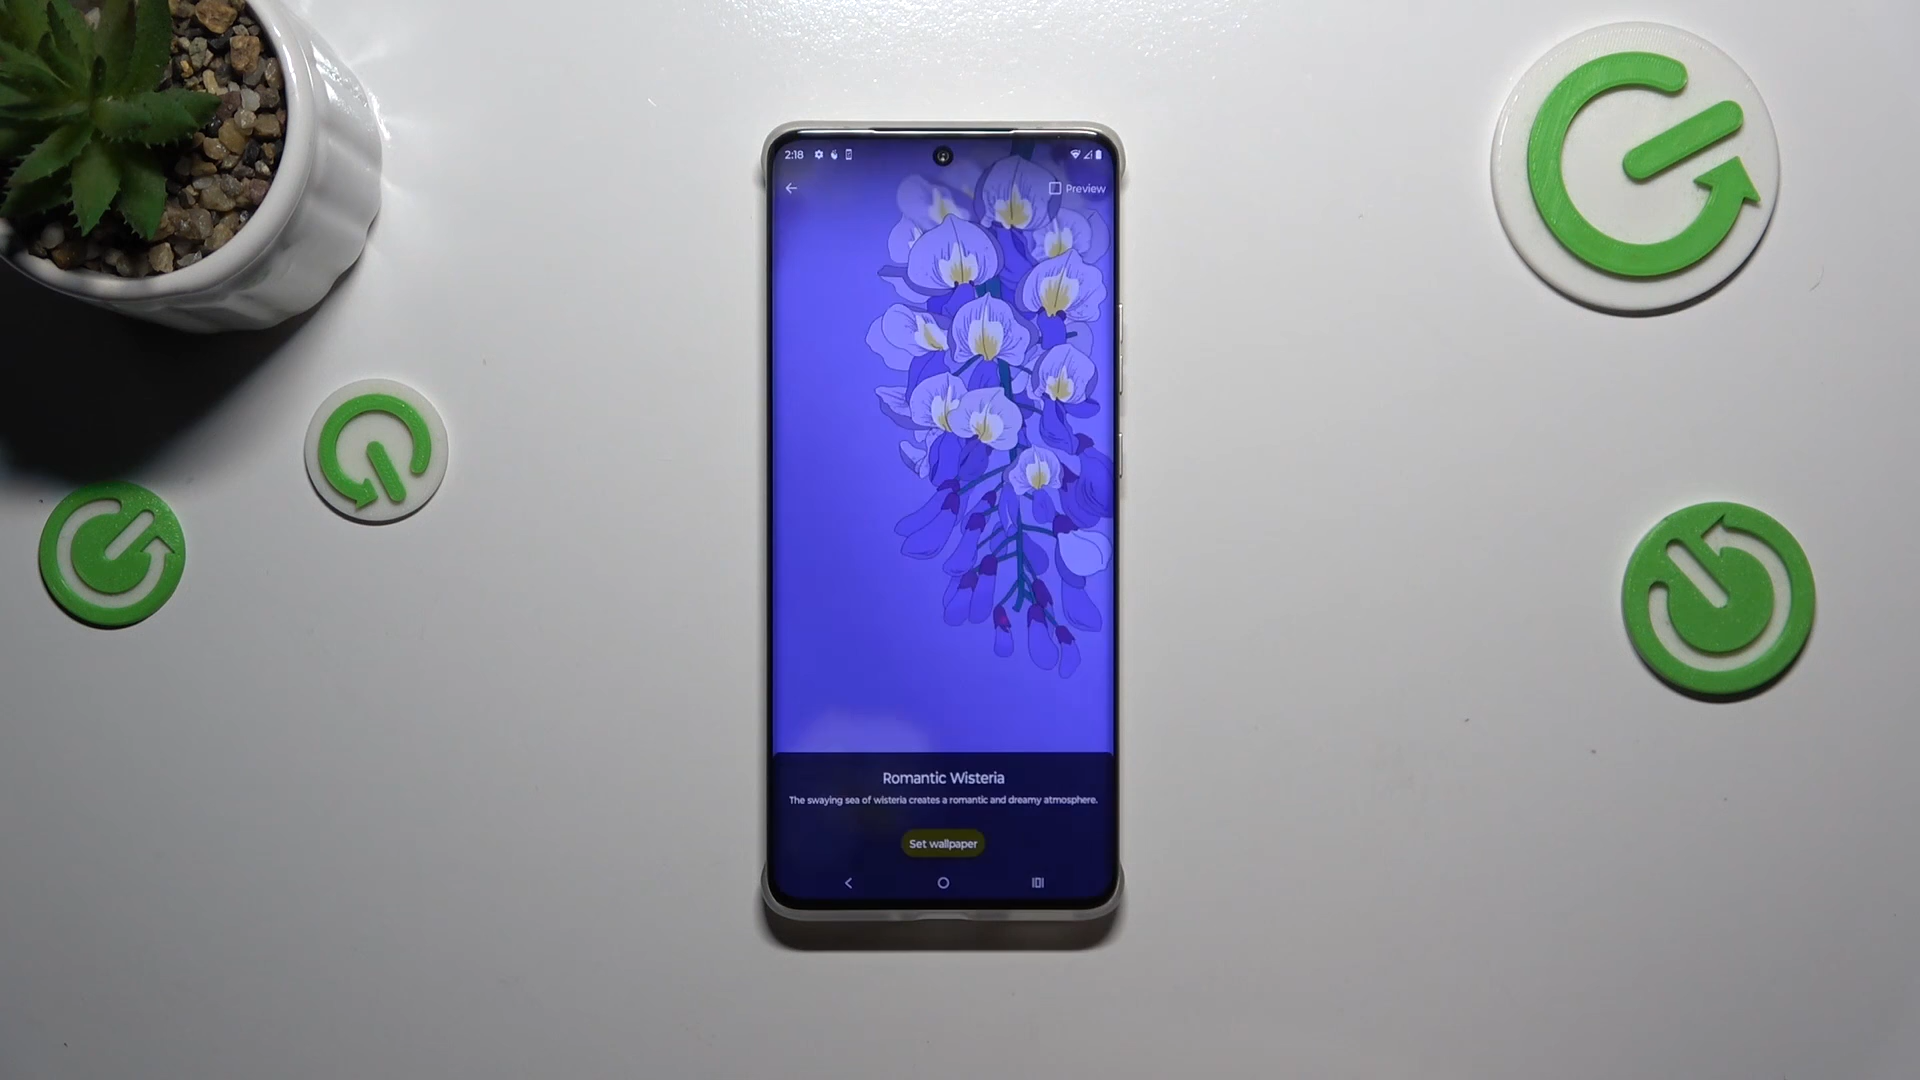 2:18
Preview
Romantic Wisteria
The swaying sea of wisteria creates a romantic and dreamy atmosphere.
Set wallpaper